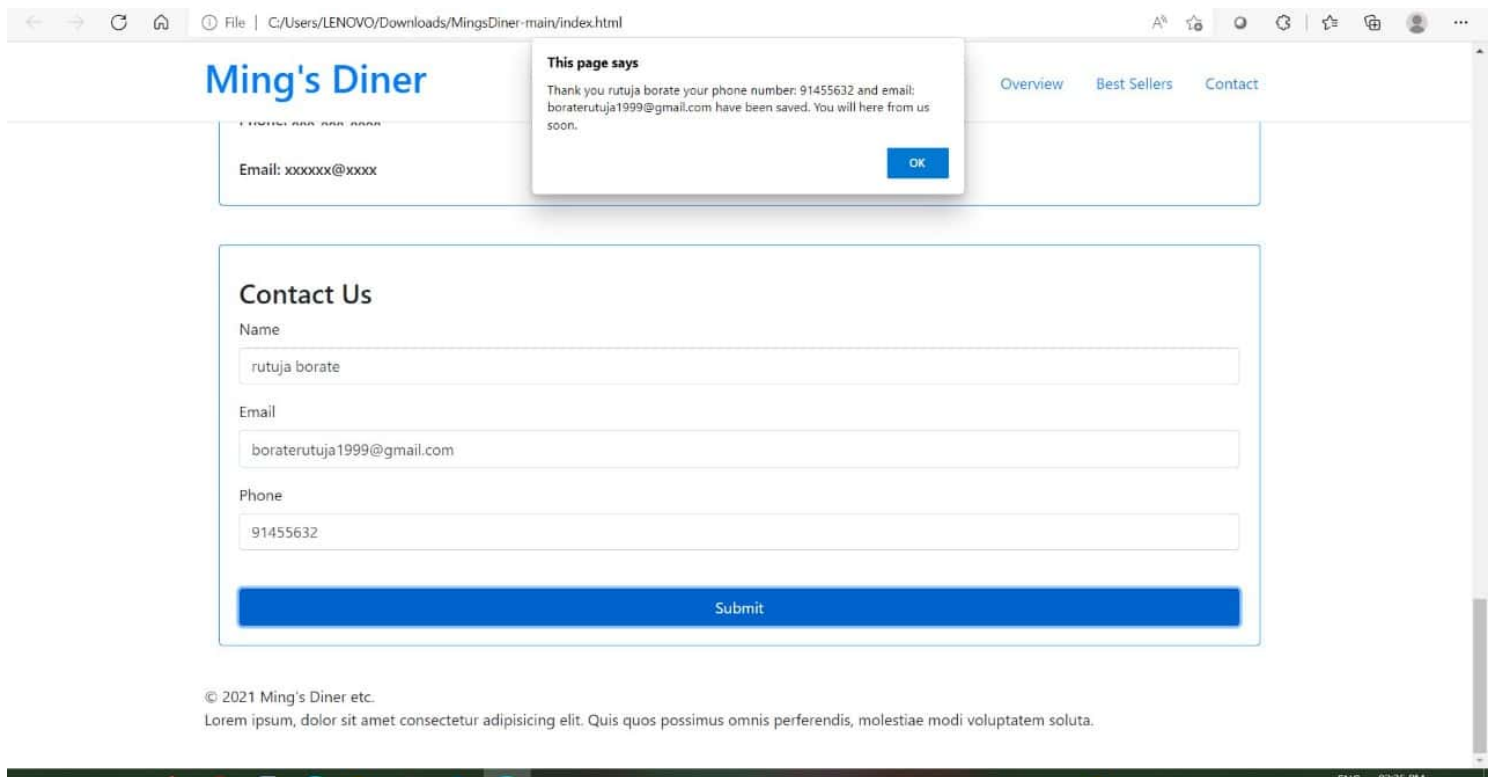 File | C:/Users/LENOVO/Downloads/MingsDiner-main/index.html
Ming's Diner
Overview Best Sellers Contact
This page says
Thank you rutuja borate your phone number: 91455632 and email:
boraterutuja1999@gmail.com have been saved. You will here from us
soon.
OK
Email: xxxxxx@xxxx
Contact Us
Name
rutuja borate
Email
boraterutuja1999@gmail.com
Phone
91455632
Submit
© 2021 Ming's Diner etc.
Lorem ipsum, dolor sit amet consectetur adipisicing elit. Quis quos possimus omnis perferendis, molestiae modi voluptatem soluta.